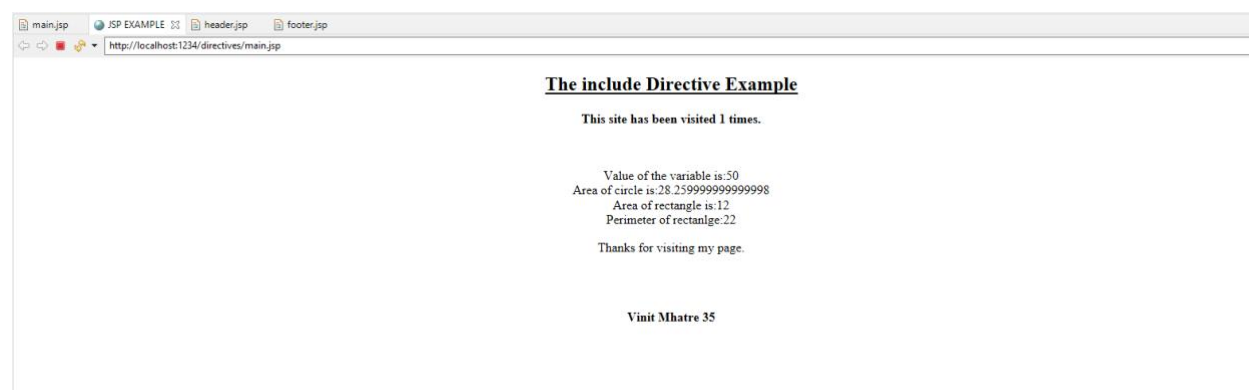 main.jsp JSP EXAMPLE header.jsp footer.jsp
http://localhost:1234/directives/main.jsp
The include Directive Example
This site has been visited 1 times.
Value of the variable is:50
Area of circle is:28.259999999999998
Area of rectangle is:12
Perimeter of rectanlge:22
Thanks for visiting my page.
Vinit Mhatre 35